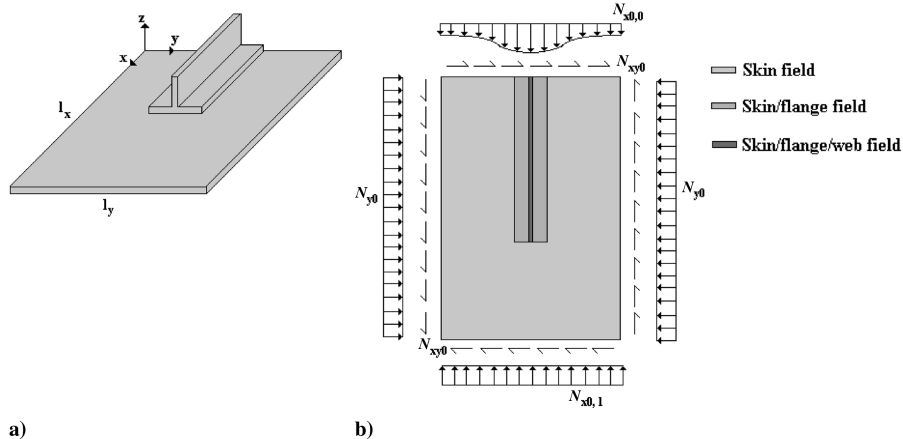 z
y
x
l_x
l_y
a)
N_x0,0
N_xy0
N_y0
N_y0
N_xy0
N_x0,1
b)
Skin field
Skin/flange field
Skin/flange/web field